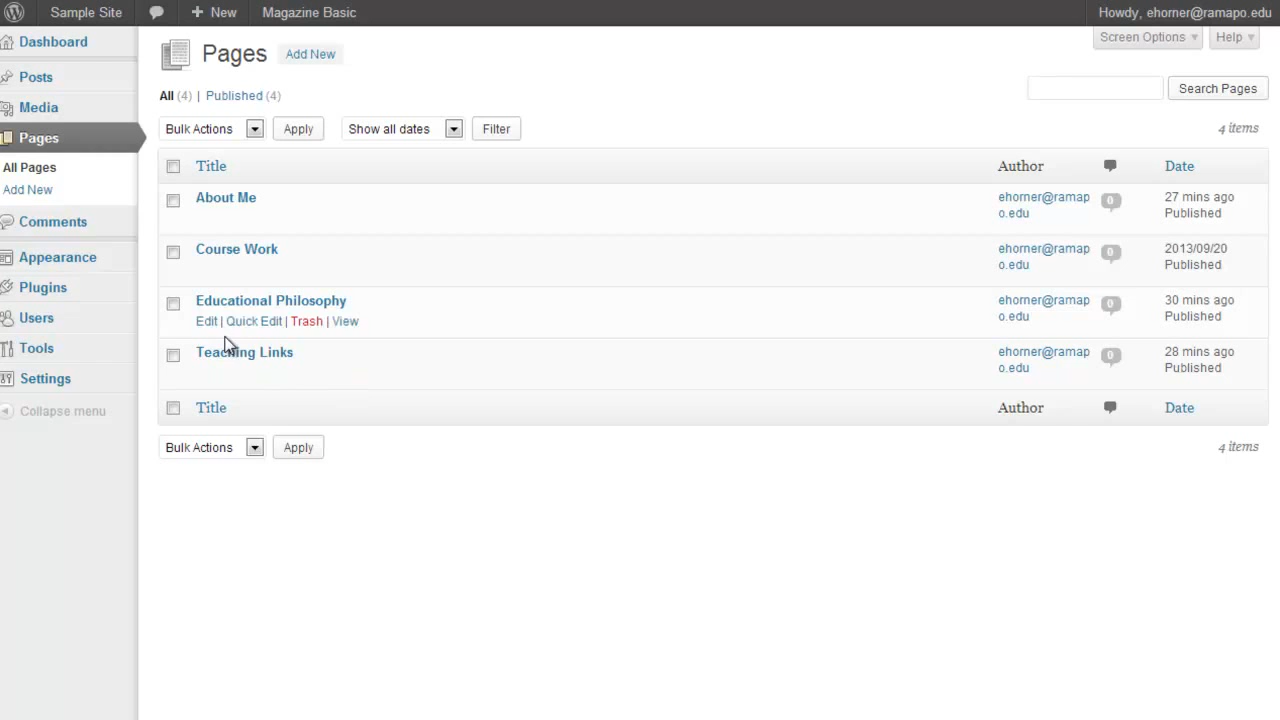 Sample Site
New
Magazine Basic
Howdy, ehorner@ramapo.edu
Screen Options
Help
Dashboard
Posts
Media
Pages
All Pages
Add New
Comments
Appearance
Plugins
Users
Tools
Settings
Collapse menu
Pages
Add New
All (4) | Published (4)
Search Pages
Bulk Actions
Apply
Show all dates
Filter
4 items
Title
Author
Date
About Me
ehorner@ramap
o.edu
0
27 mins ago
Published
Course Work
ehorner@ramap
o.edu
0
2013/09/20
Published
Educational Philosophy
Edit | Quick Edit | Trash | View
ehorner@ramap
o.edu
0
30 mins ago
Published
Teaching Links
ehorner@ramap
o.edu
0
28 mins ago
Published
Title
Author
Date
Bulk Actions
Apply
4 items